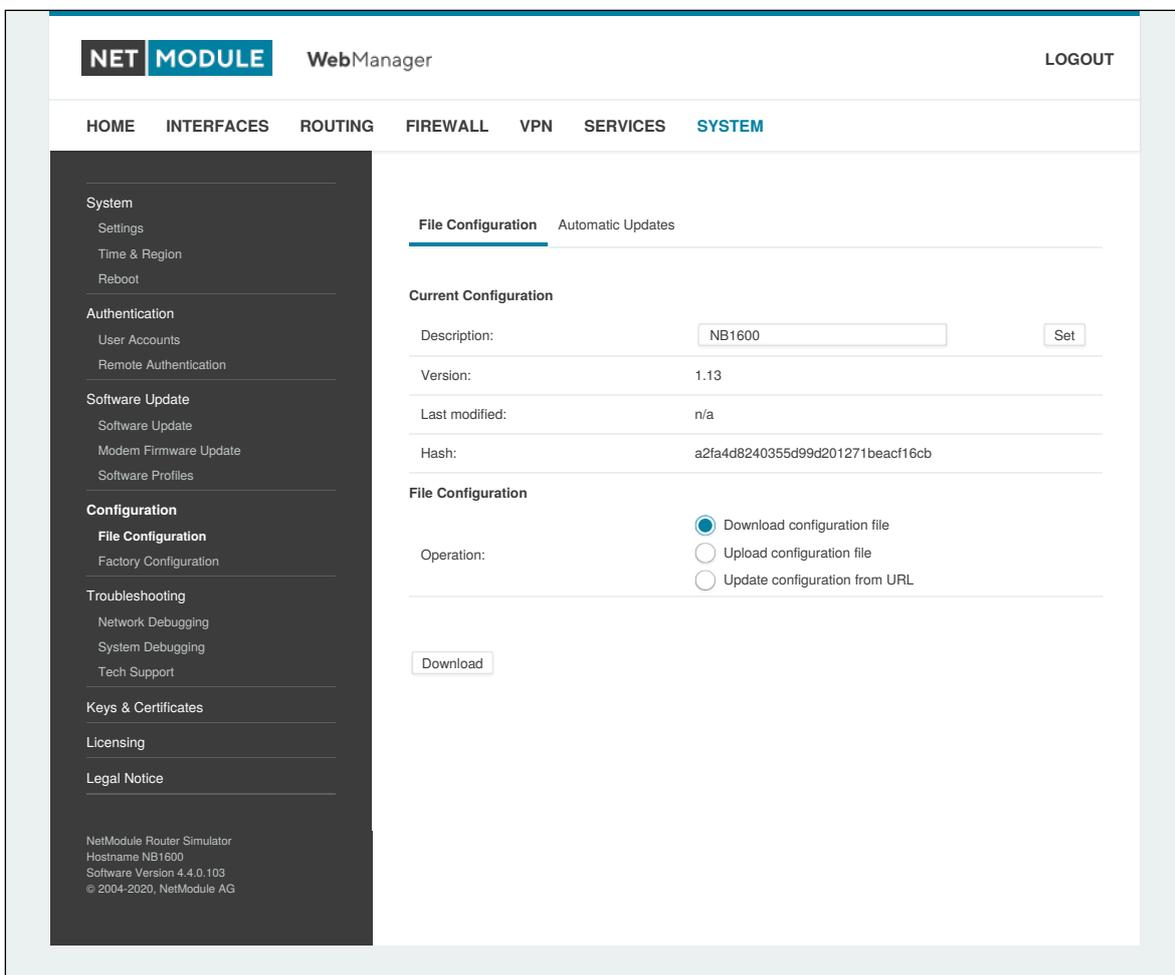 NET MODULE WebManager LOGOUT
HOME INTERFACES ROUTING FIREWALL VPN SERVICES SYSTEM
System
Settings
Time & Region
Reboot
Authentication
User Accounts
Remote Authentication
Software Update
Software Update
Modem Firmware Update
Software Profiles
Configuration
File Configuration
Factory Configuration
Troubleshooting
Network Debugging
System Debugging
Tech Support
Keys & Certificates
Licensing
Legal Notice
NetModule Router Simulator
Hostname NB1600
Software Version 4.4.0.103
© 2004-2020, NetModule AG
File Configuration Automatic Updates
Current Configuration
Description: NB1600 Set
Version: 1.13
Last modified: n/a
Hash: a2fa4d8240355d99d201271beacf16cb
File Configuration
Operation:
Download configuration file
Upload configuration file
Update configuration from URL
Download